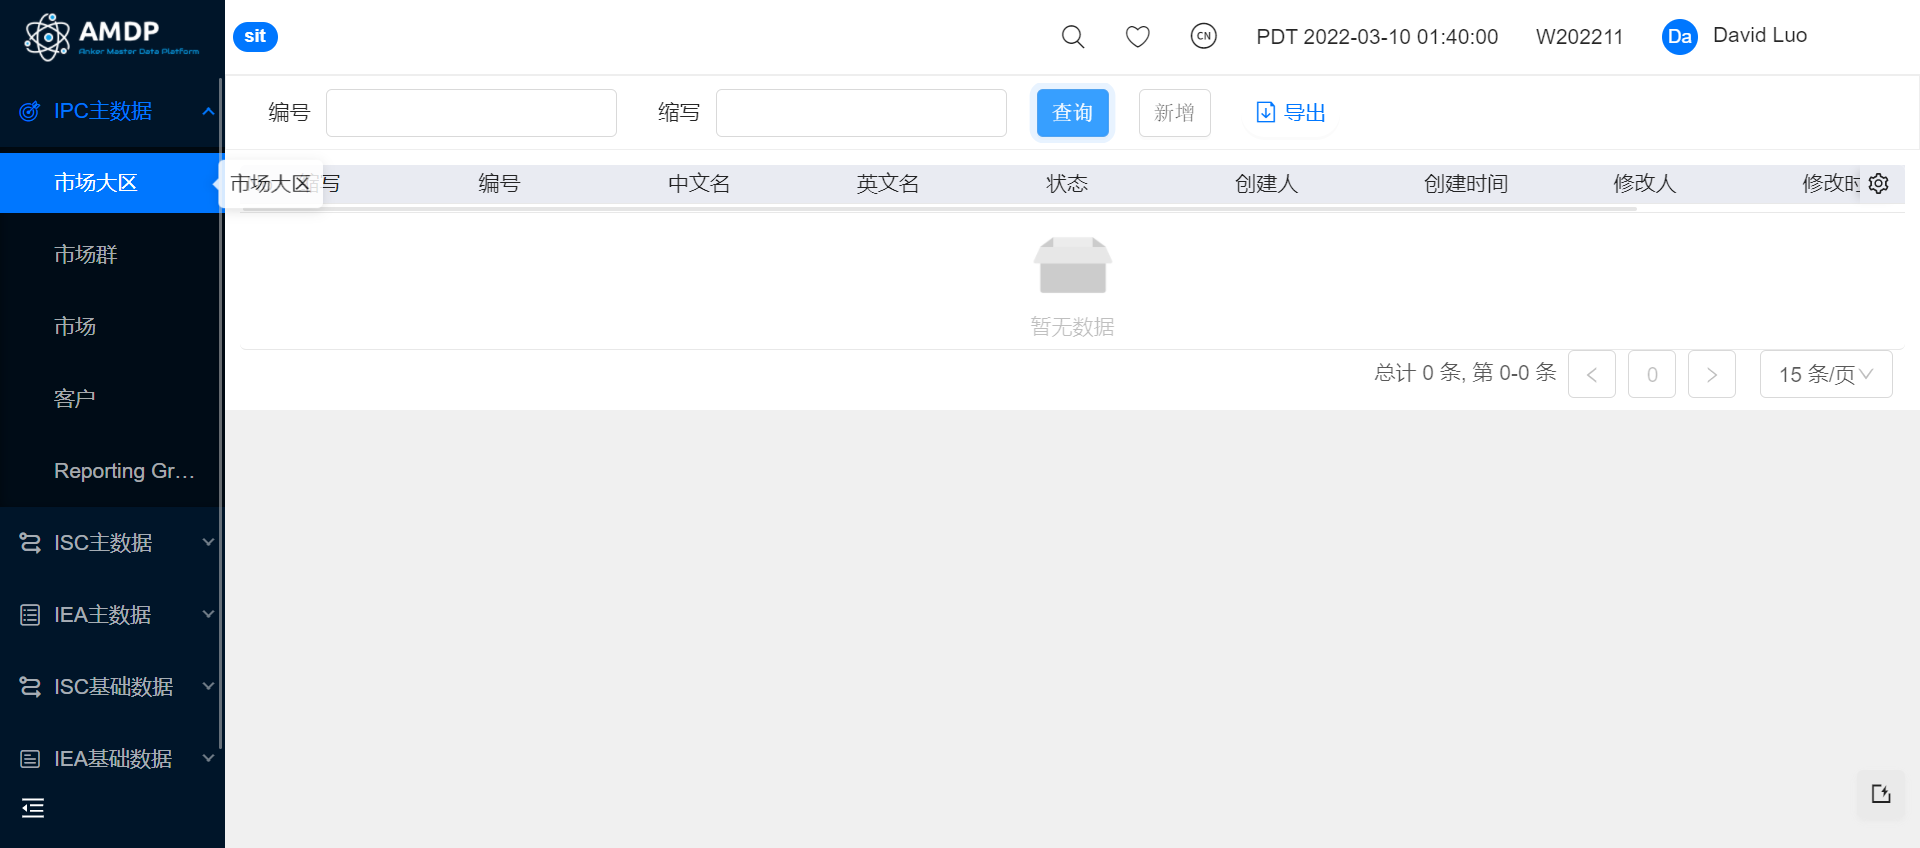 AMDP
Anker Master Data Platform
sit
CN
PDT 2022-03-10 01:40:00
W202211
Da
David Luo
IPC主数据
市场大区
市场群
市场
客户
Reporting Gr...
ISC主数据
IEA主数据
ISC基础数据
IEA基础数据
编号
缩写
查询
新增
导出
市场大区
缩写
编号
中文名
英文名
状态
创建人
创建时间
修改人
修改时
暂无数据
总计 0 条, 第 0-0 条
0
15 条/页